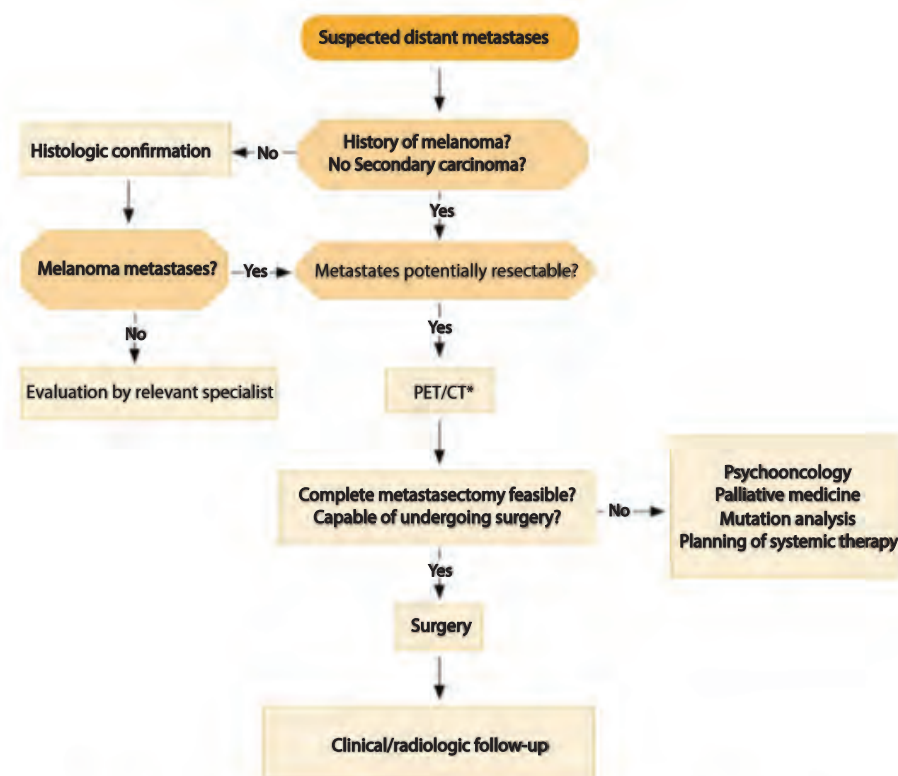 Suspected distant metastases
History of melanoma?
No Secondary carcinoma?
No
Histologic confirmation
Yes
Melanoma metastases?
Yes
Metastates potentially resectable?
No
Yes
Evaluation by relevant specialist
PET/CT*
Complete metastasectomy feasible?
Capable of undergoing surgery?
No
Psychooncology
Palliative medicine
Mutation analysis
Planning of systemic therapy
Yes
Surgery
Clinical/radiologic follow-up